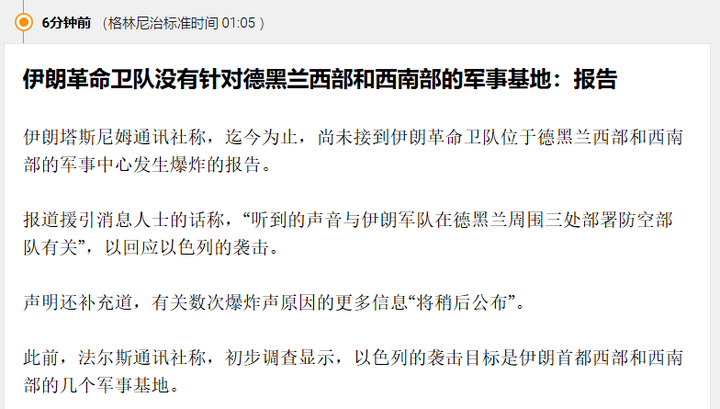 6分钟前 （格林尼治标准时间 01:05 ）
伊朗革命卫队没有针对德黑兰西部和西南部的军事基地：报告
伊朗塔斯尼姆通讯社称，迄今为止，尚未接到伊朗革命卫队位于德黑兰西部和西南
部的军事中心发生爆炸的报告。
报道援引消息人士的话称，“听到的声音与伊朗军队在德黑兰周围三处部署防空部
队有关”，以回应以色列的袭击。
声明还补充道，有关数次爆炸声原因的更多信息“将稍后公布”。
此前，法尔斯通讯社称，初步调查显示，以色列的袭击目标是伊朗首都西部和西南
部的几个军事基地。